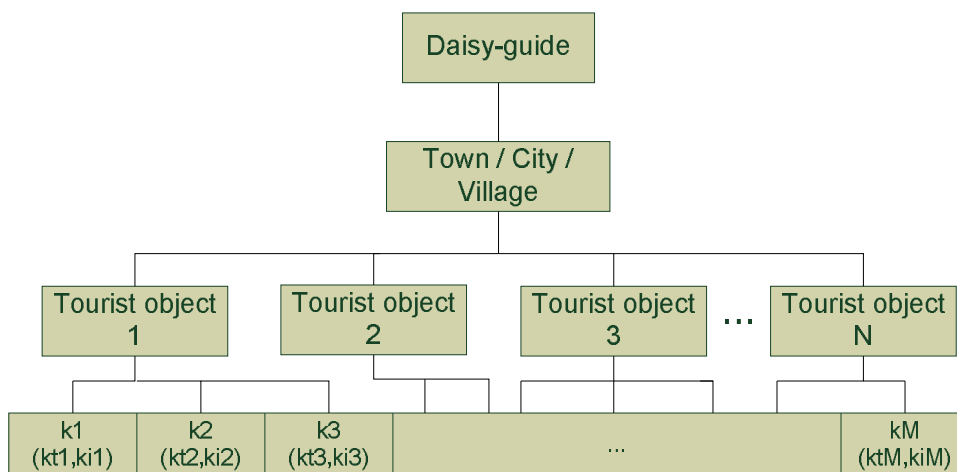 Daisy-guide
Town / City /
Village
Tourist object
1
Tourist object
2
Tourist object
3
...
Tourist object
N
k1
(kt1,ki1)
k2
(kt2,ki2)
k3
(kt3,ki3)
...
kM
(ktM,kiM)